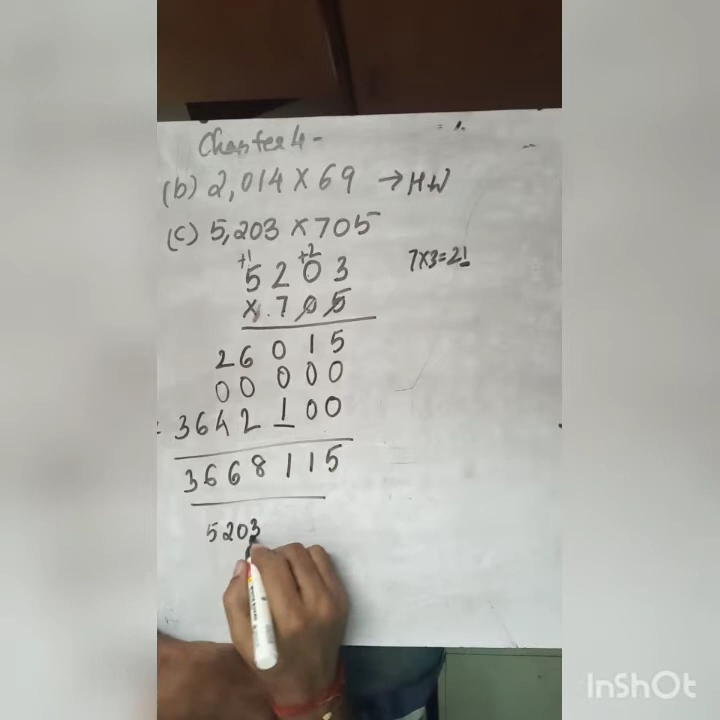 Chapter 4 -
(b) 2,014 × 69 → HW
(c) 5,203 × 705
+1 +2
5 2 0 3
7×3=21
× 7 0 5
2 6 0 1 5
0 0 0 0 0
3 6 4 2 1 0 0
3 6 6 8 1 1 5
5203
InShOt